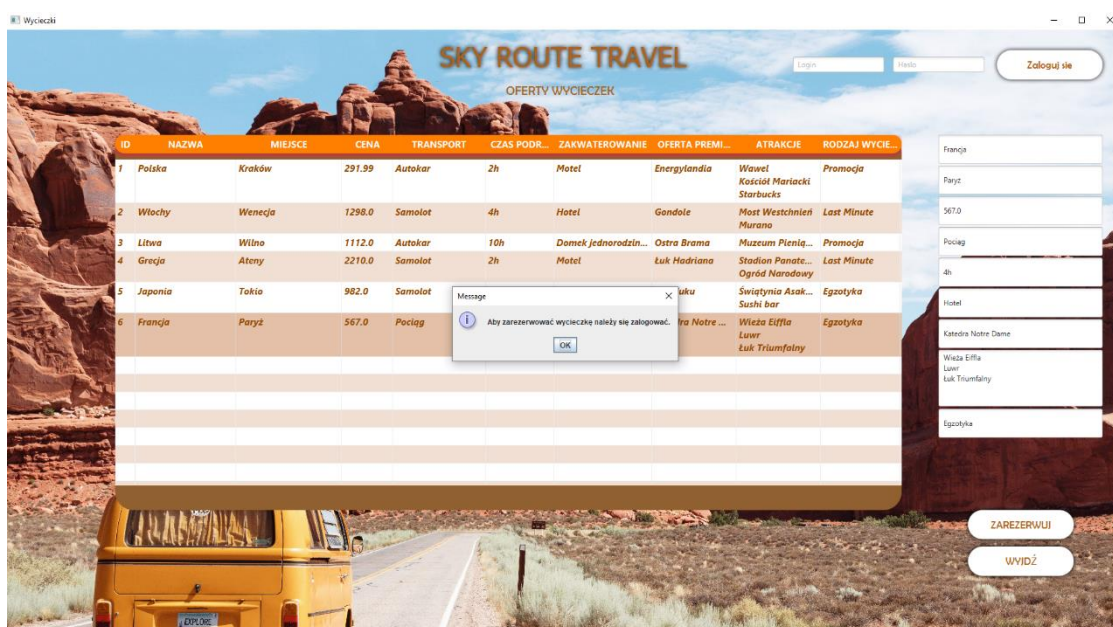 Wycieczki
SKY ROUTE TRAVEL
Login
Hasło
Zaloguj sie
OFERTY WYCIECZEK
ID NAZWA MIEJSCE CENA TRANSPORT CZAS PODR... ZAKWATEROWANIE OFERTA PREMI... ATRAKCJE RODZAJ WYCIE...
1 Polska Kraków 291.99 Autokar 2h Motel Energylandia Wawel Promocja
Kościół Mariacki
Starbucks
2 Włochy Wenecja 1298.0 Samolot 4h Hotel Gondole Most Westchnień Last Minute
Murano
3 Litwa Wilno 1112.0 Autokar 10h Domek jednorodzin... Ostra Brama Muzeum Pienią... Promocja
4 Grecja Ateny 2210.0 Samolot 2h Motel Łuk Hadriana Stadion Panate... Last Minute
Ogród Narodowy
5 Japonia Tokio 982.0 Samolot uku Świątynia Asak... Egzotyka
Sushi bar
6 Francja Paryż 567.0 Pociąg ra Notre ... Wieża Eiffla Egzotyka
Luwr
Łuk Triumfalny
Message
Aby zarezerwować wycieczkę należy się zalogować.
OK
Francja
Paryż
567.0
Pociąg
4h
Hotel
Katedra Notre Dame
Wieża Eiffla
Luwr
Łuk Triumfalny
Egzotyka
ZAREZERWUJ
WYJDŹ
EXPLORE